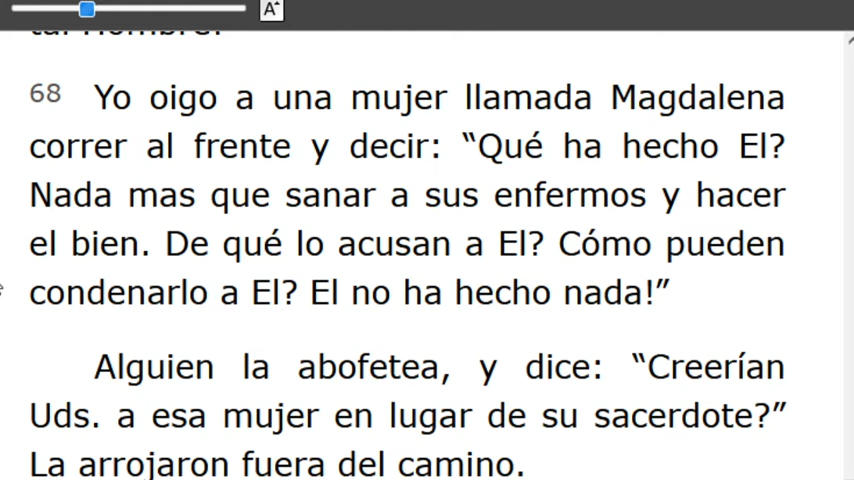 A
68 Yo oigo a una mujer llamada Magdalena
correr al frente y decir: “Qué ha hecho El?
Nada mas que sanar a sus enfermos y hacer
el bien. De qué lo acusan a El? Cómo pueden
condenarlo a El? El no ha hecho nada!”
Alguien la abofetea, y dice: “Creerían
Uds. a esa mujer en lugar de su sacerdote?”
La arrojaron fuera del camino.